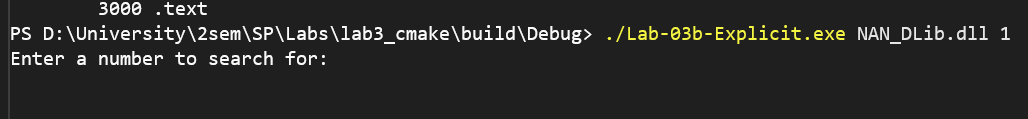 3000 .text
PS D:\University\2sem\SP\Labs\lab3_cmake\build\Debug> ./Lab-03b-Explicit.exe NAN_DLib.dll 1
Enter a number to search for: